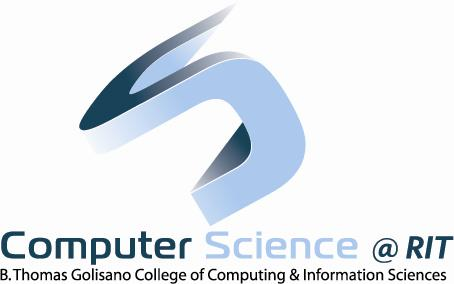 Computer Science @ RIT
B. Thomas Golisano College of Computing & Information Sciences